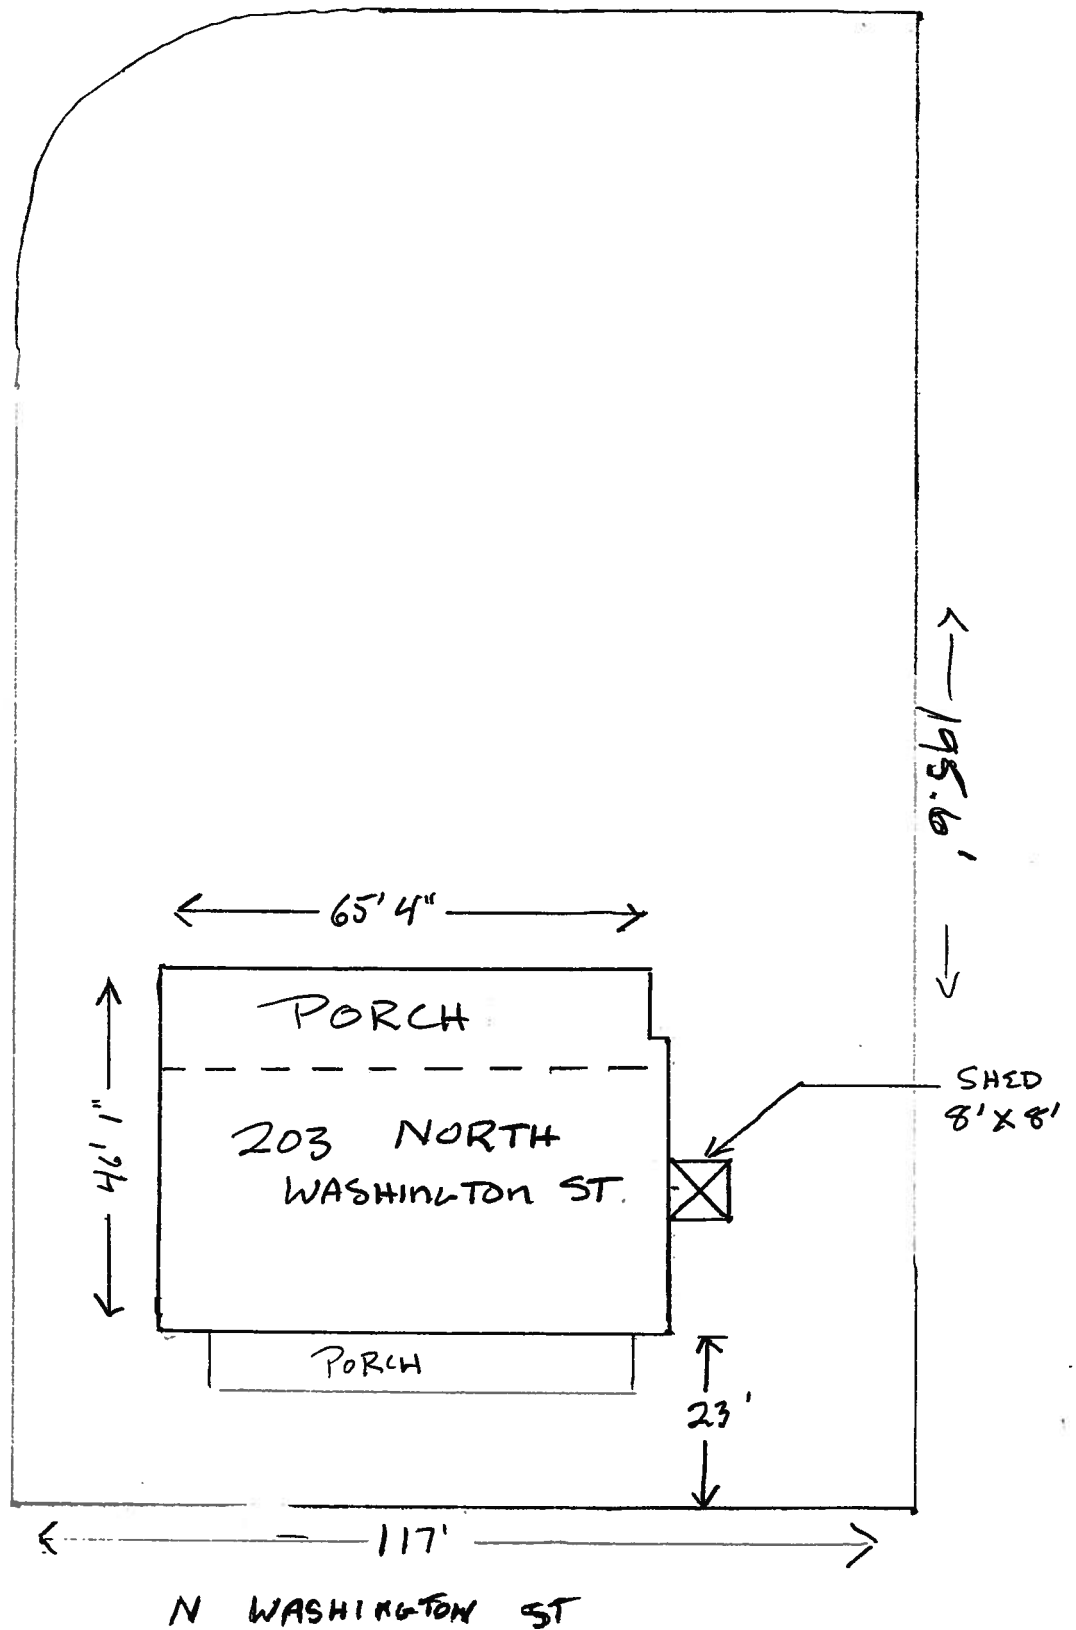 195.6'
65' 4"
PORCH
46' 1"
203 NORTH
WASHINGTON ST.
SHED
8' X 8'
PORCH
23'
117'
N WASHINGTON ST